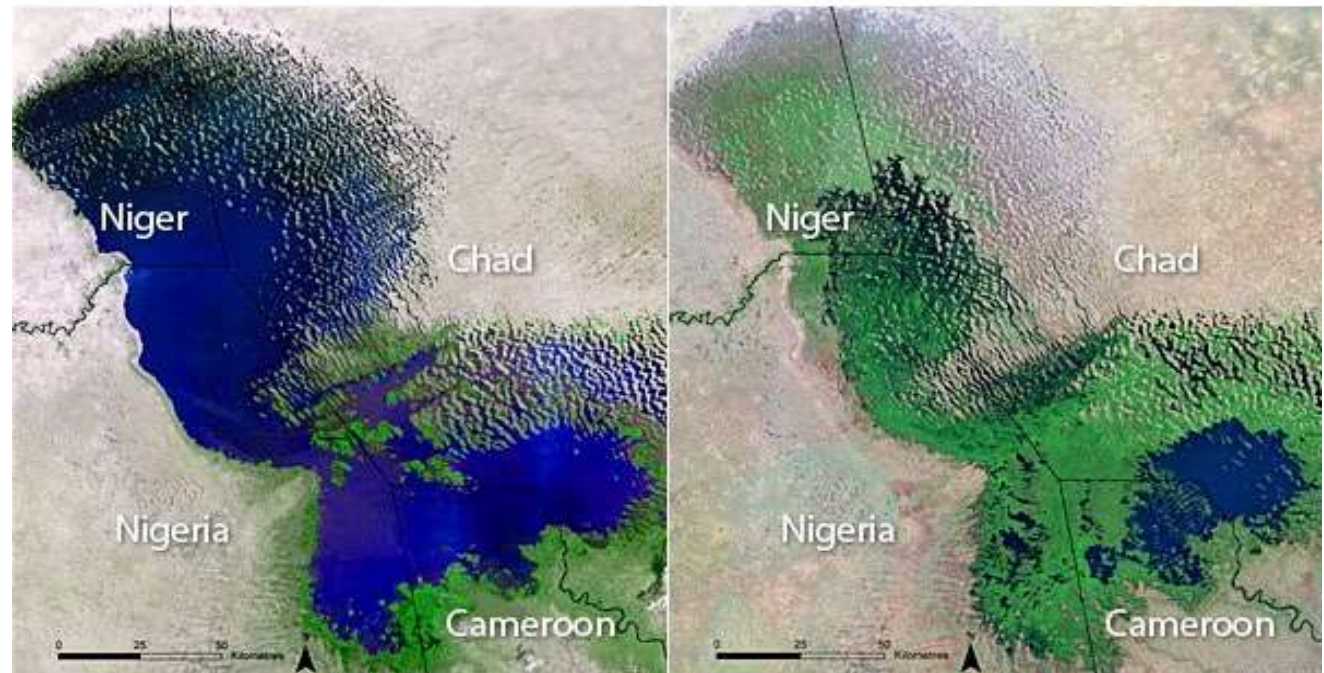 Niger
Chad
Nigeria
Cameroon
0 25 50
Kilometres
Niger
Chad
Nigeria
Cameroon
0 25 50
Kilometres